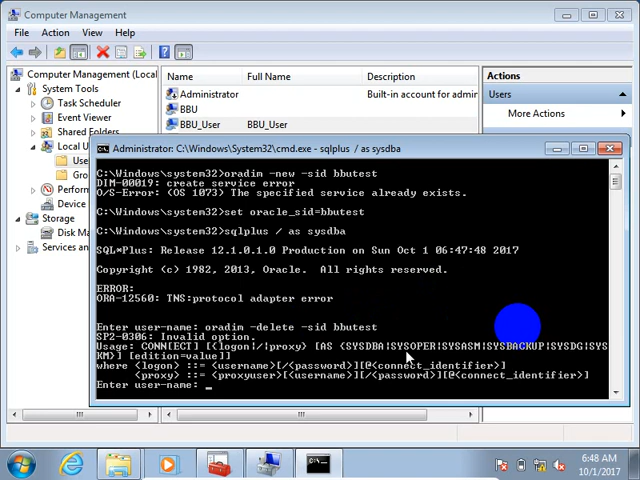 Computer Management
File Action View Help
Computer Management (Local
System Tools
Task Scheduler
Event Viewer
Shared Folders
Local U
Use
Gro
Perform
Storage
Disk Ma
Services an
Name Full Name Description
Administrator Built-in account for admir
BBU
BBU_User BBU_User
Actions
Users
More Actions
Administrator: C:\Windows\System32\cmd.exe - sqlplus / as sysdba
C:\Windows\system32>oradim -new -sid bbutest
DIM-00019: create service error
O/S-Error: (OS 1073) The specified service already exists.
C:\Windows\system32>set oracle_sid=bbutest
C:\Windows\system32>sqlplus / as sysdba
SQL*Plus: Release 12.1.0.1.0 Production on Sun Oct 1 06:47:48 2017
Copyright (c) 1982, 2013, Oracle.  All rights reserved.
ERROR:
ORA-12560: TNS:protocol adapter error
Enter user-name: oradim -delete -sid bbutest
SP2-0306: Invalid option.
Usage: CONN[ECT] [{logon|/|proxy} [AS {SYSDBA|SYSOPER|SYSASM|SYSBACKUP|SYSDG|SYS
KM}] [edition=value]]
where <logon> ::= <username>[/<password>][@<connect_identifier>]
<proxy> ::= <proxyuser>[<username>][/<password>][@<connect_identifier>]
Enter user-name: _
6:48 AM
10/1/2017